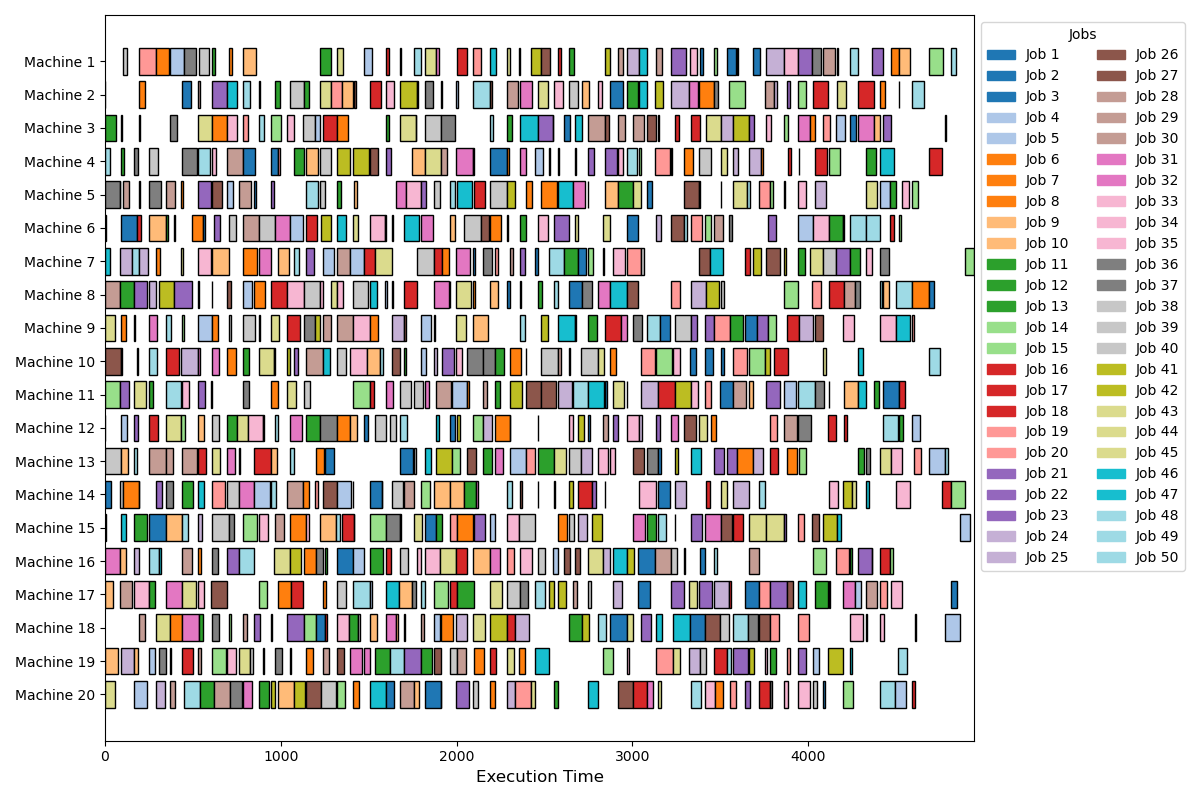 Machine 1
Machine 2
Machine 3
Machine 4
Machine 5
Machine 6
Machine 7
Machine 8
Machine 9
Machine 10
Machine 11
Machine 12
Machine 13
Machine 14
Machine 15
Machine 16
Machine 17
Machine 18
Machine 19
Machine 20
0 1000 2000 3000 4000
Execution Time
Jobs
Job 1
Job 2
Job 3
Job 4
Job 5
Job 6
Job 7
Job 8
Job 9
Job 10
Job 11
Job 12
Job 13
Job 14
Job 15
Job 16
Job 17
Job 18
Job 19
Job 20
Job 21
Job 22
Job 23
Job 24
Job 25
Job 26
Job 27
Job 28
Job 29
Job 30
Job 31
Job 32
Job 33
Job 34
Job 35
Job 36
Job 37
Job 38
Job 39
Job 40
Job 41
Job 42
Job 43
Job 44
Job 45
Job 46
Job 47
Job 48
Job 49
Job 50